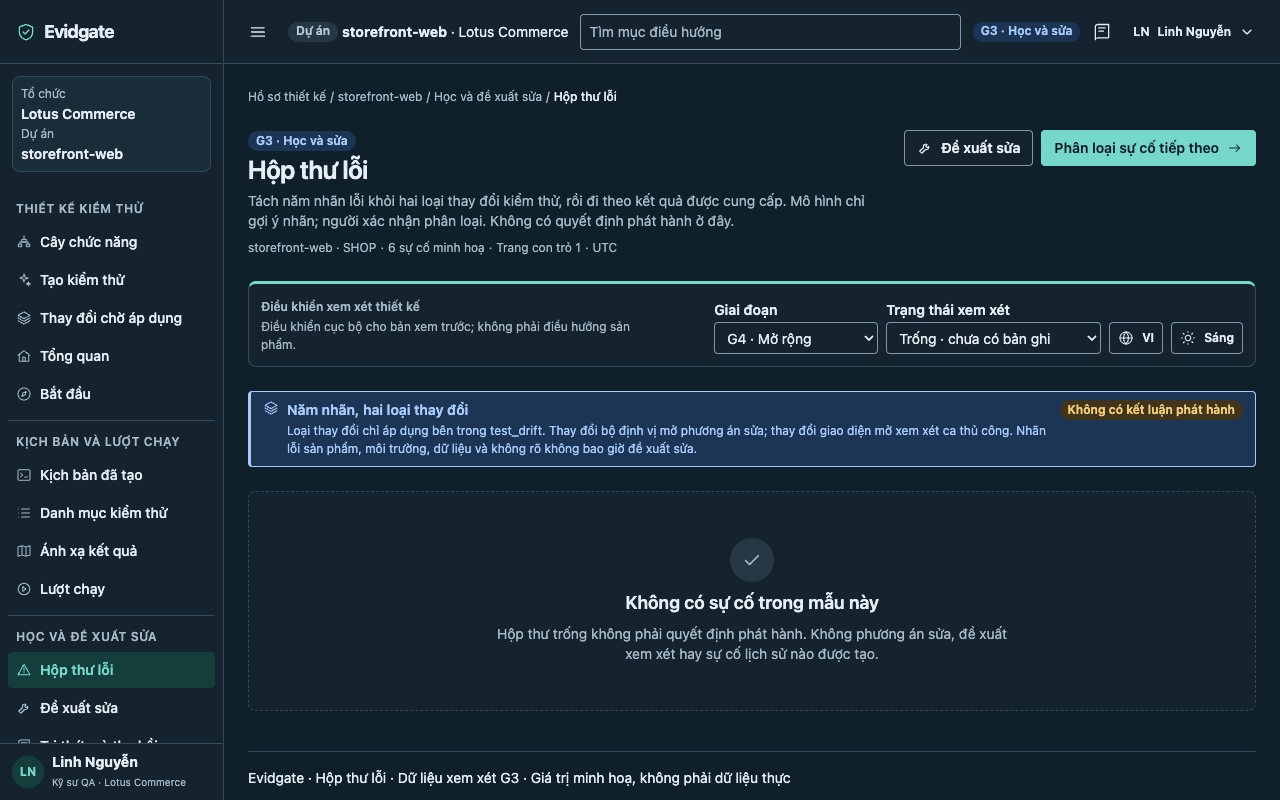 Evidgate
Dự án storefront-web · Lotus Commerce
Tìm mục điều hướng
G3 · Học và sửa
LN Linh Nguyễn
Tổ chức
Lotus Commerce
Dự án
storefront-web
THIẾT KẾ KIỂM THỬ
Cây chức năng
Tạo kiểm thử
Thay đổi chờ áp dụng
Tổng quan
Bắt đầu
KỊCH BẢN VÀ LƯỢT CHẠY
Kịch bản đã tạo
Danh mục kiểm thử
Ánh xạ kết quả
Lượt chạy
HỌC VÀ ĐỀ XUẤT SỬA
Hộp thư lỗi
Đề xuất sửa
LN
Linh Nguyễn
Kỹ sư QA · Lotus Commerce
Hồ sơ thiết kế / storefront-web / Học và đề xuất sửa / Hộp thư lỗi
G3 · Học và sửa
Hộp thư lỗi
Tách năm nhãn lỗi khỏi hai loại thay đổi kiểm thử, rồi đi theo kết quả được cung cấp. Mô hình chỉ
gợi ý nhãn; người xác nhận phân loại. Không có quyết định phát hành ở đây.
storefront-web · SHOP · 6 sự cố minh hoạ · Trang con trỏ 1 · UTC
Đề xuất sửa
Phân loại sự cố tiếp theo →
Điều khiển xem xét thiết kế
Điều khiển cục bộ cho bản xem trước; không phải điều hướng sản
phẩm.
Giai đoạn
G4 · Mở rộng
Trạng thái xem xét
Trống · chưa có bản ghi
VI
Sáng
Năm nhãn, hai loại thay đổi
Không có kết luận phát hành
Loại thay đổi chỉ áp dụng bên trong test_drift. Thay đổi bộ định vị mở phương án sửa; thay đổi giao diện mở xem xét ca thủ công. Nhãn
lỗi sản phẩm, môi trường, dữ liệu và không rõ không bao giờ đề xuất sửa.
Không có sự cố trong mẫu này
Hộp thư trống không phải quyết định phát hành. Không phương án sửa, đề xuất
xem xét hay sự cố lịch sử nào được tạo.
Evidgate · Hộp thư lỗi · Dữ liệu xem xét G3 · Giá trị minh hoạ, không phải dữ liệu thực